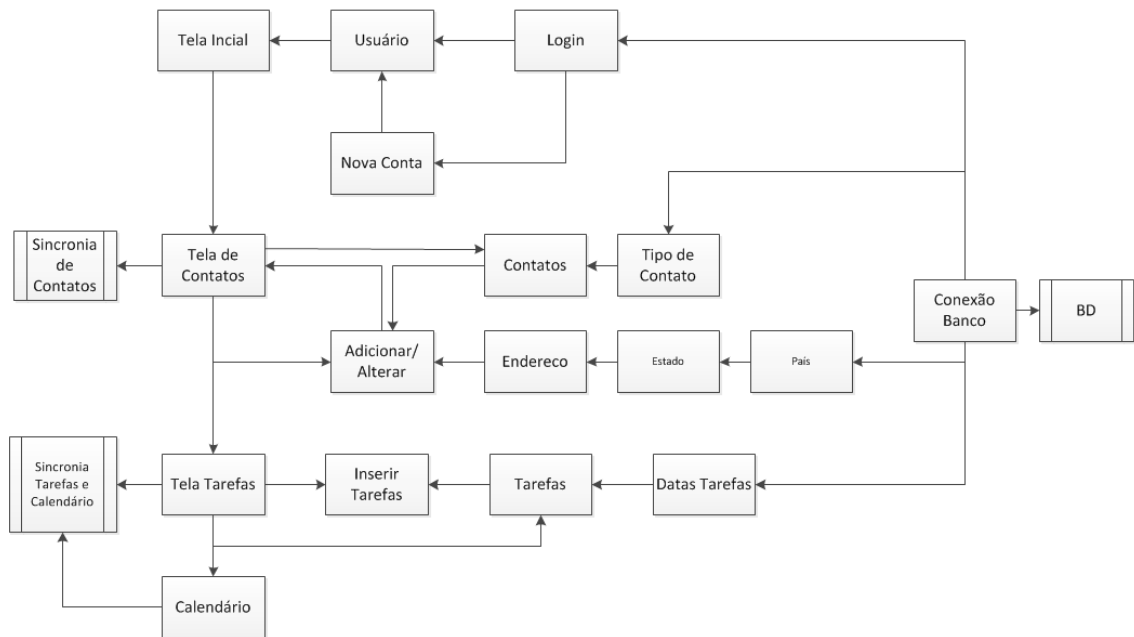 Tela Incial
Usuário
Login
Nova Conta
Sincronia
de
Contatos
Tela de
Contatos
Contatos
Tipo de
Contato
Conexão
Banco
BD
Adicionar/
Alterar
Endereco
Estado
País
Sincronia
Tarefas e
Calendário
Tela Tarefas
Inserir
Tarefas
Tarefas
Datas Tarefas
Calendário